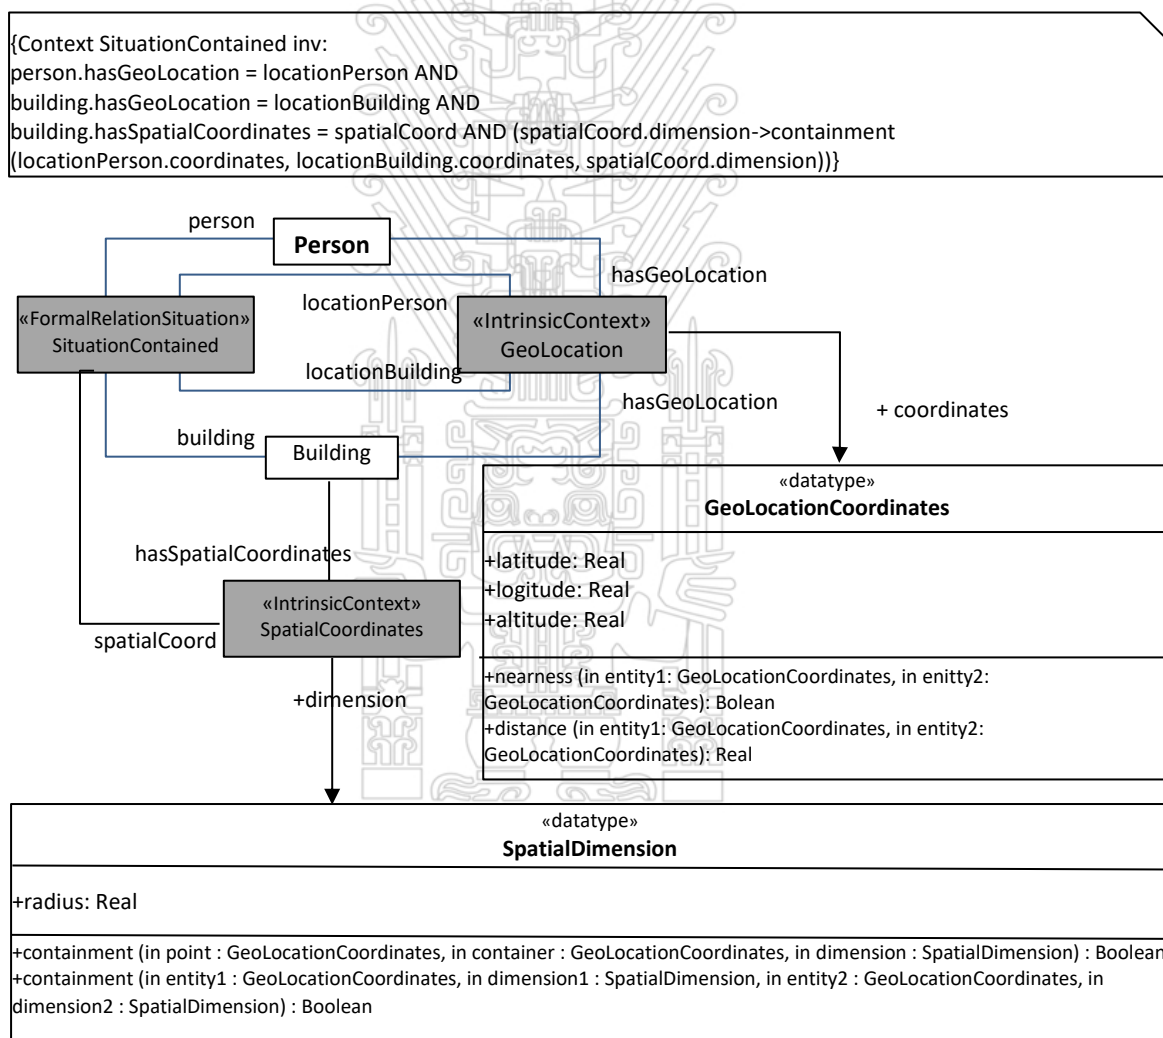 {Context SituationContained inv:
person.hasGeoLocation = locationPerson AND
building.hasGeoLocation = locationBuilding AND
building.hasSpatialCoordinates = spatialCoord AND (spatialCoord.dimension->containment
(locationPerson.coordinates, locationBuilding.coordinates, spatialCoord.dimension))}
person
Person
hasGeoLocation
locationPerson
«FormalRelationSituation»
SituationContained
«IntrinsicContext»
GeoLocation
locationBuilding
hasGeoLocation
+ coordinates
building
Building
«datatype»
GeoLocationCoordinates
hasSpatialCoordinates
+latitude: Real
+logitude: Real
+altitude: Real
«IntrinsicContext»
SpatialCoordinates
spatialCoord
+nearness (in entity1: GeoLocationCoordinates, in enitty2:
GeoLocationCoordinates): Bolean
+distance (in entity1: GeoLocationCoordinates, in entity2:
GeoLocationCoordinates): Real
+dimension
«datatype»
SpatialDimension
+radius: Real
+containment (in point : GeoLocationCoordinates, in container : GeoLocationCoordinates, in dimension : SpatialDimension) : Boolean
+containment (in entity1 : GeoLocationCoordinates, in dimension1 : SpatialDimension, in entity2 : GeoLocationCoordinates, in
dimension2 : SpatialDimension) : Boolean